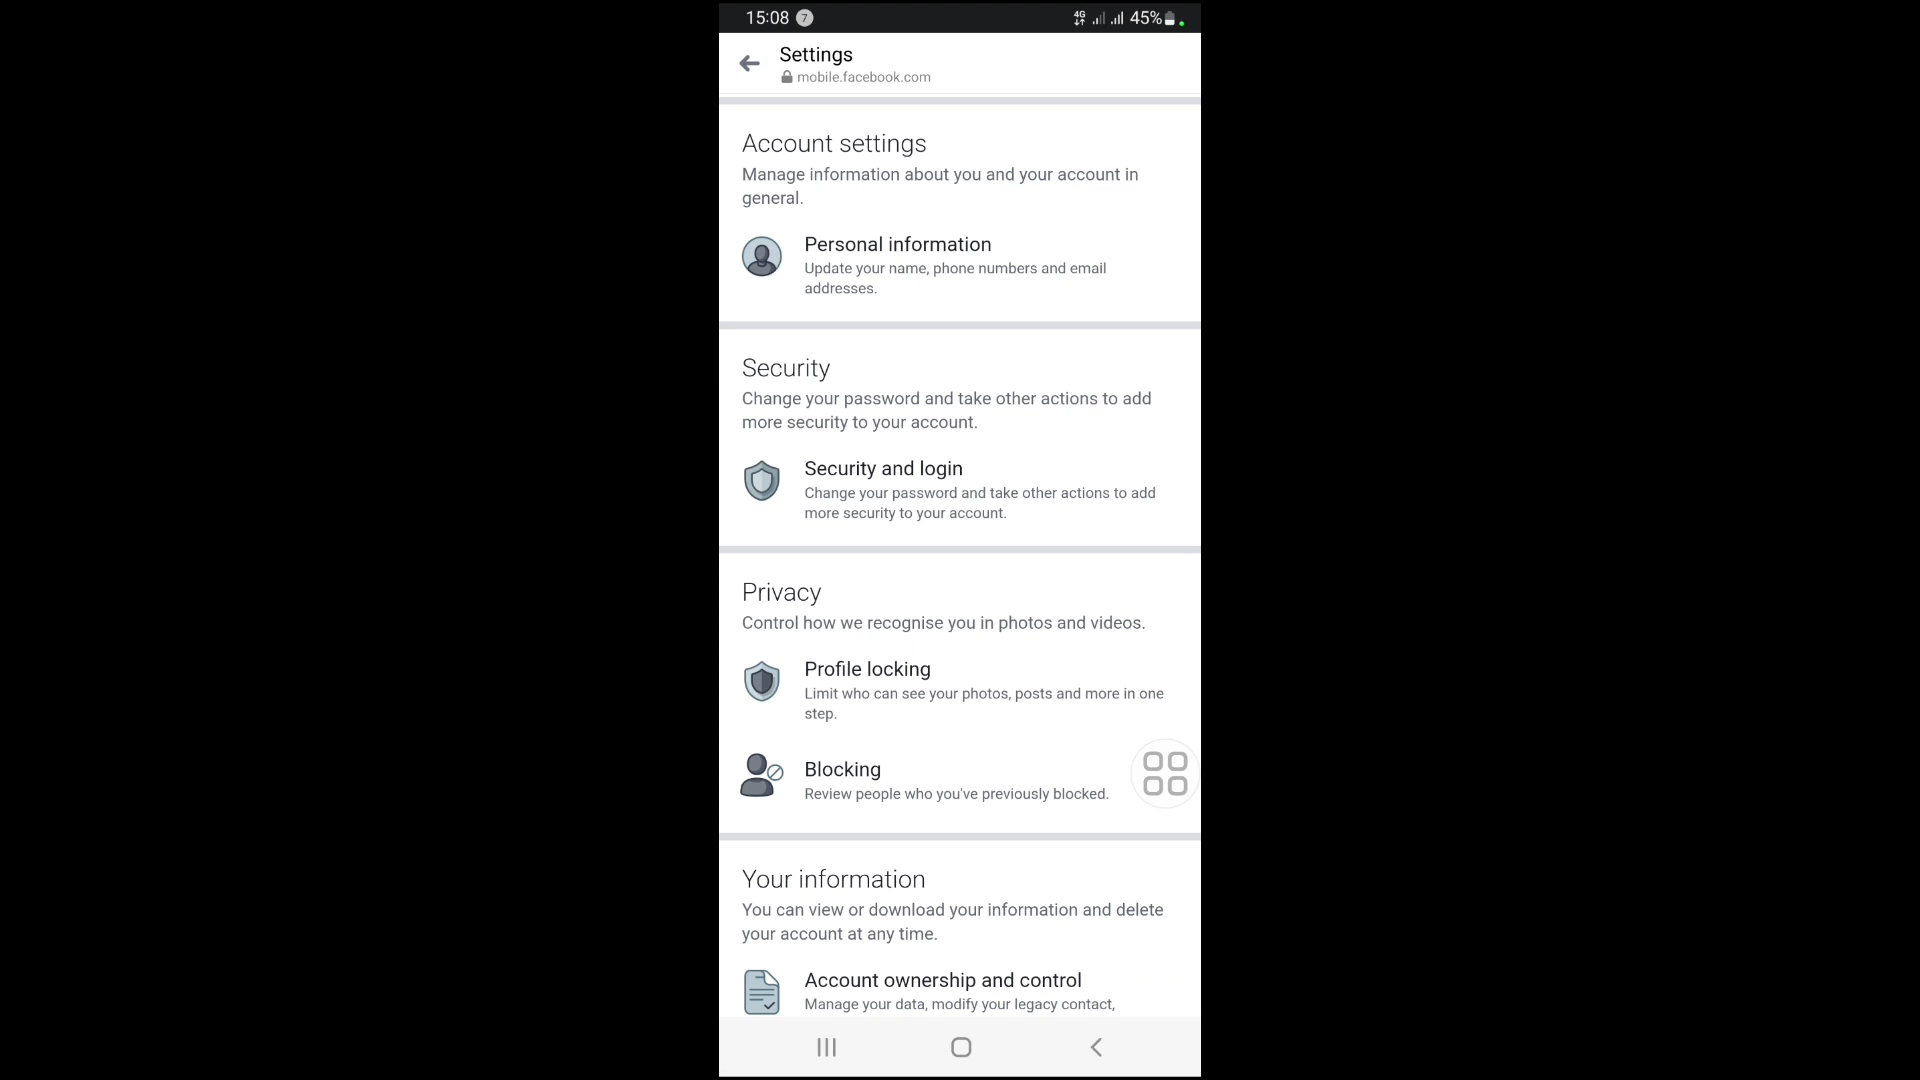 15:08 7 4G 45%
Settings
mobile.facebook.com
Account settings
Manage information about you and your account in
general.
Personal information
Update your name, phone numbers and email
addresses.
Security
Change your password and take other actions to add
more security to your account.
Security and login
Change your password and take other actions to add
more security to your account.
Privacy
Control how we recognise you in photos and videos.
Profile locking
Limit who can see your photos, posts and more in one
step.
Blocking
Review people who you've previously blocked.
Your information
You can view or download your information and delete
your account at any time.
Account ownership and control
Manage your data, modify your legacy contact,